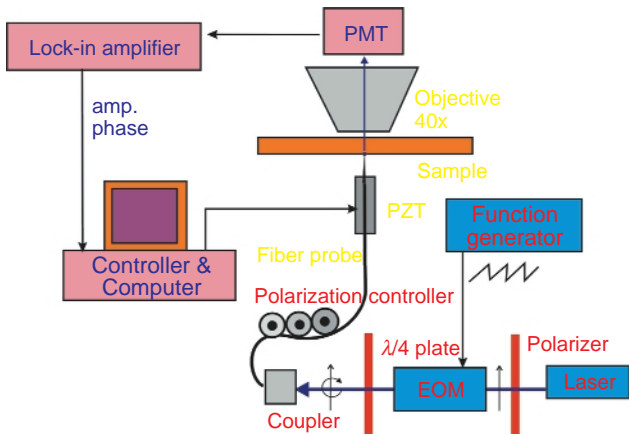 Lock-in amplifier
PMT
Objective
40x
amp.
phase
Sample
PZT
Function
generator
Fiber probe
Controller &
Computer
Polarization controller
λ/4 plate
Polarizer
EOM
Laser
Coupler